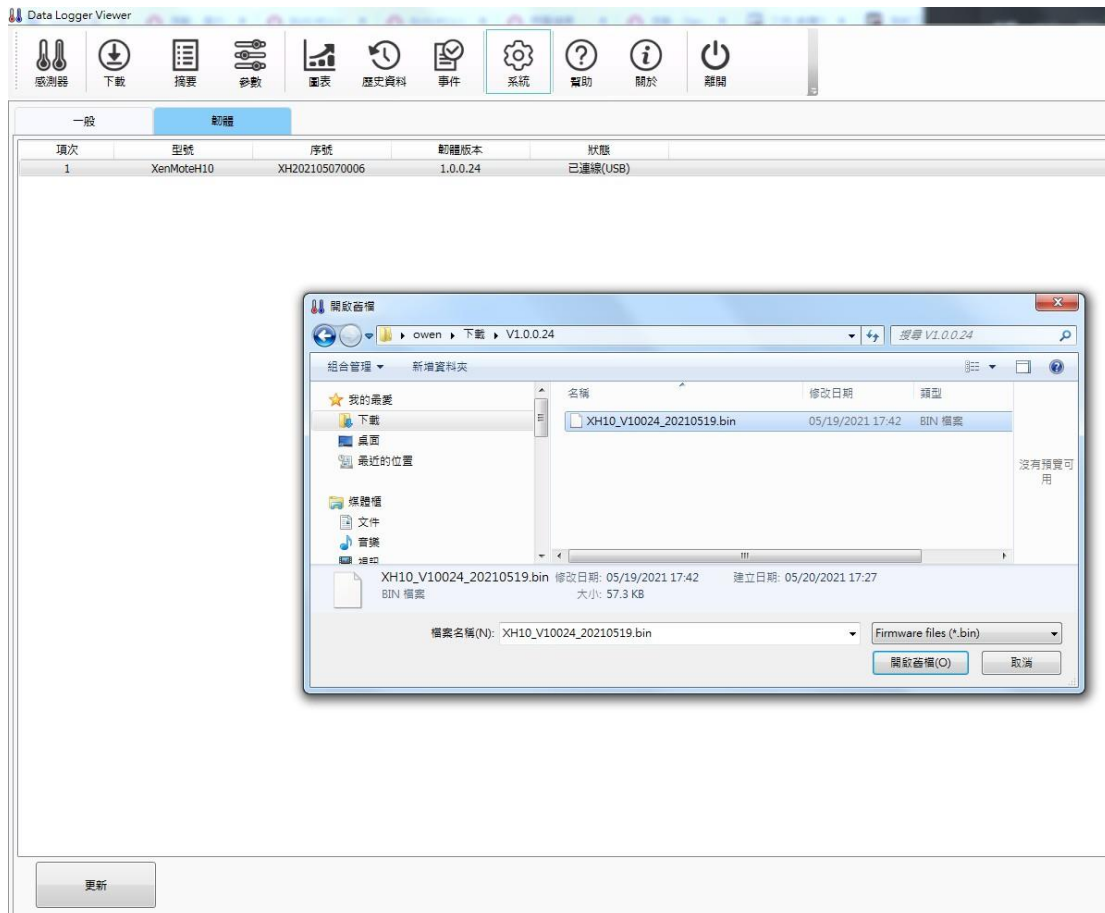 Data Logger Viewer
感測器 下載 摘要 參數 圖表 歷史資料 事件 系統 幫助 關於 離開
一般 韌體
項次 型號 序號 韌體版本 狀態
1 XenMoteH10 XH202105070006 1.0.0.24 已連線(USB)
開啟舊檔
owen 下載 V1.0.0.24 搜尋 V1.0.0.24
組合管理 新增資料夾
我的最愛
下載
桌面
最近的位置
媒體櫃
文件
音樂
名稱 修改日期 類型
XH10_V10024_20210519.bin 05/19/2021 17:42 BIN 檔案
沒有預覽可
用
XH10_V10024_20210519.bin 修改日期: 05/19/2021 17:42 建立日期: 05/20/2021 17:27
BIN 檔案 大小: 57.3 KB
檔案名稱(N): XH10_V10024_20210519.bin Firmware files (*.bin)
開啟舊檔(O) 取消
更新